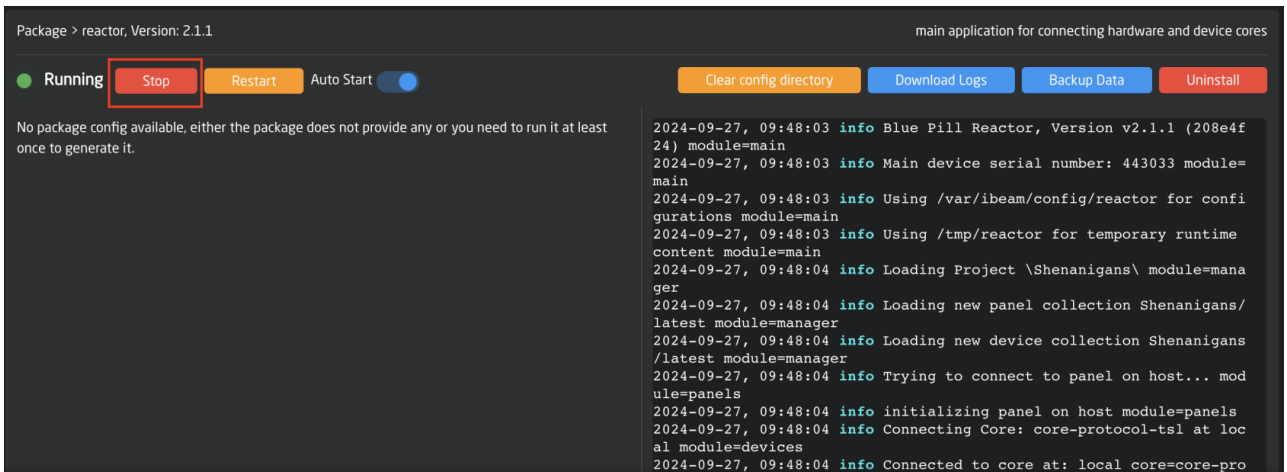 Package > reactor, Version: 2.1.1
main application for connecting hardware and device cores
Running
Stop
Restart
Auto Start
Clear config directory
Download Logs
Backup Data
Uninstall
No package config available, either the package does not provide any or you need to run it at least
once to generate it.
2024-09-27, 09:48:03 info Blue Pill Reactor, Version v2.1.1 (208e4f
24) module=main
2024-09-27, 09:48:03 info Main device serial number: 443033 module=
main
2024-09-27, 09:48:03 info Using /var/ibeam/config/reactor for confi
gurations module=main
2024-09-27, 09:48:03 info Using /tmp/reactor for temporary runtime
content module=main
2024-09-27, 09:48:04 info Loading Project \Shenanigans\ module=mana
ger
2024-09-27, 09:48:04 info Loading new panel collection Shenanigans/
latest module=manager
2024-09-27, 09:48:04 info Loading new device collection Shenanigans
/latest module=manager
2024-09-27, 09:48:04 info Trying to connect to panel on host... mod
ule=panels
2024-09-27, 09:48:04 info initializing panel on host module=panels
2024-09-27, 09:48:04 info Connecting Core: core-protocol-tsl at loc
al module=devices
2024-09-27, 09:48:04 info Connected to core at: local core=core-pro